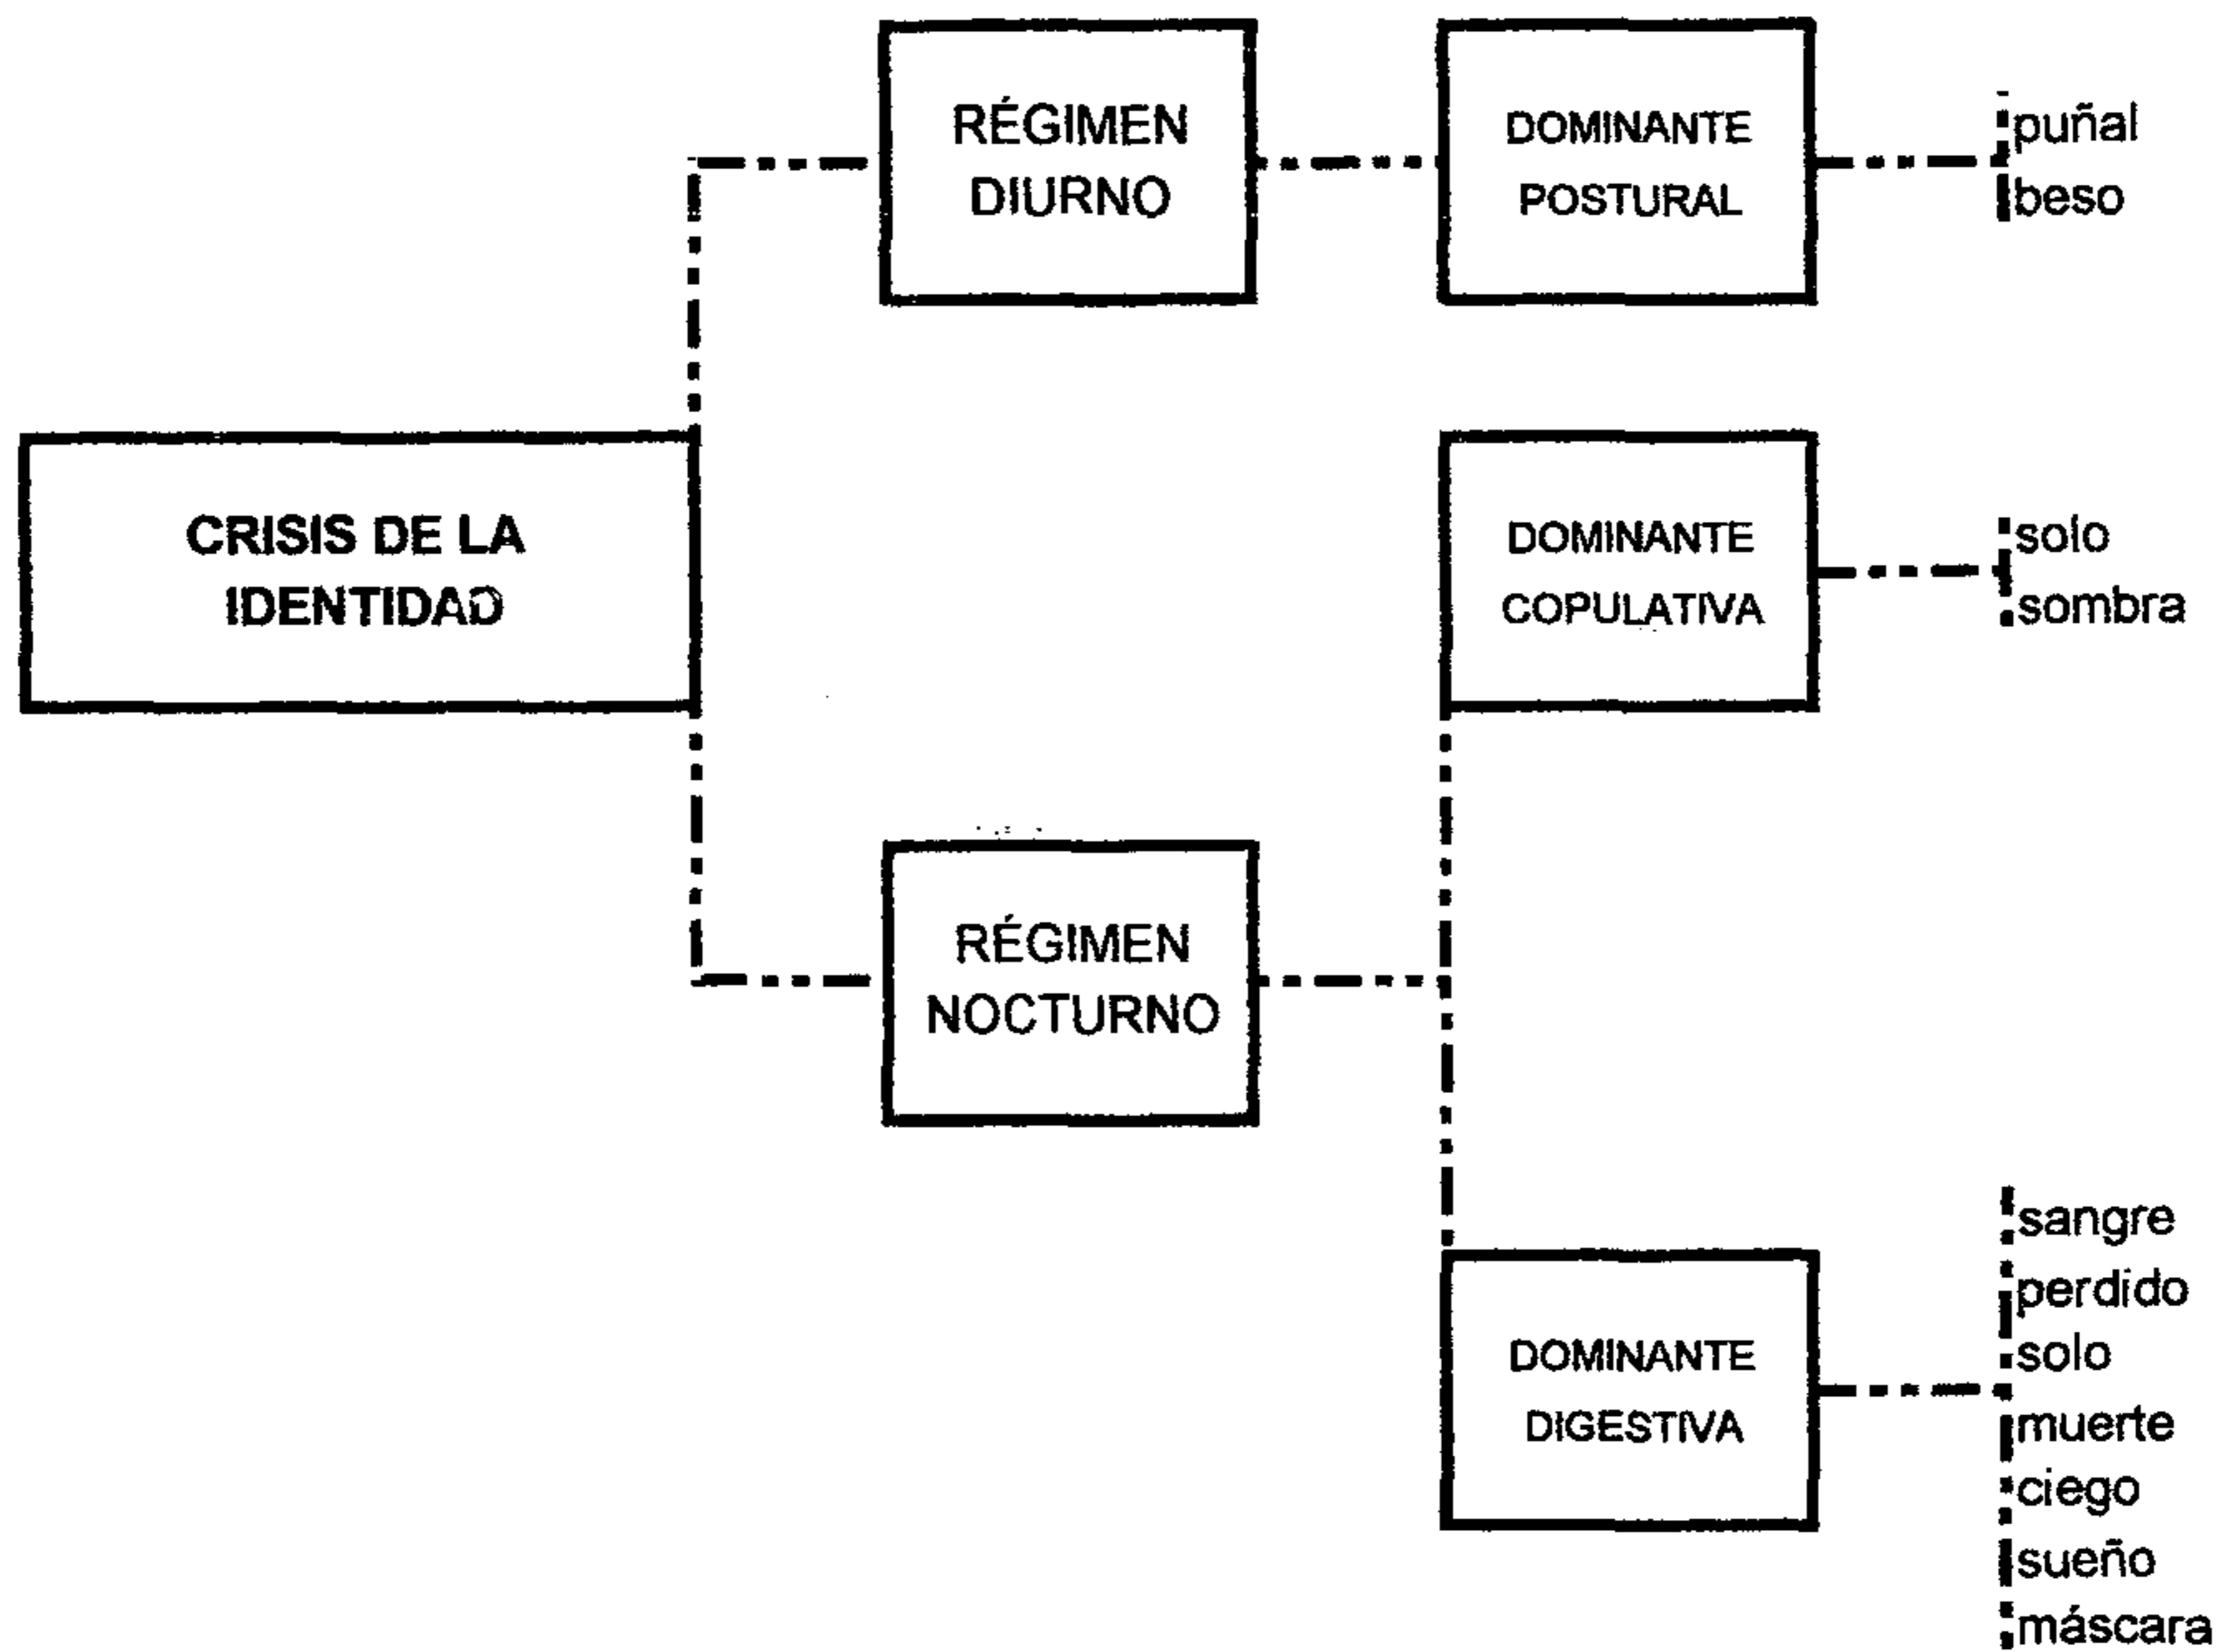 RÉGIMEN
DIURNO
DOMINANTE
POSTURAL
puñal
beso
CRISIS DE LA
IDENTIDAD
DOMINANTE
COPULATIVA
solo
sombra
RÉGIMEN
NOCTURNO
DOMINANTE
DIGESTIVA
sangre
perdido
solo
muerte
ciego
sueño
máscara